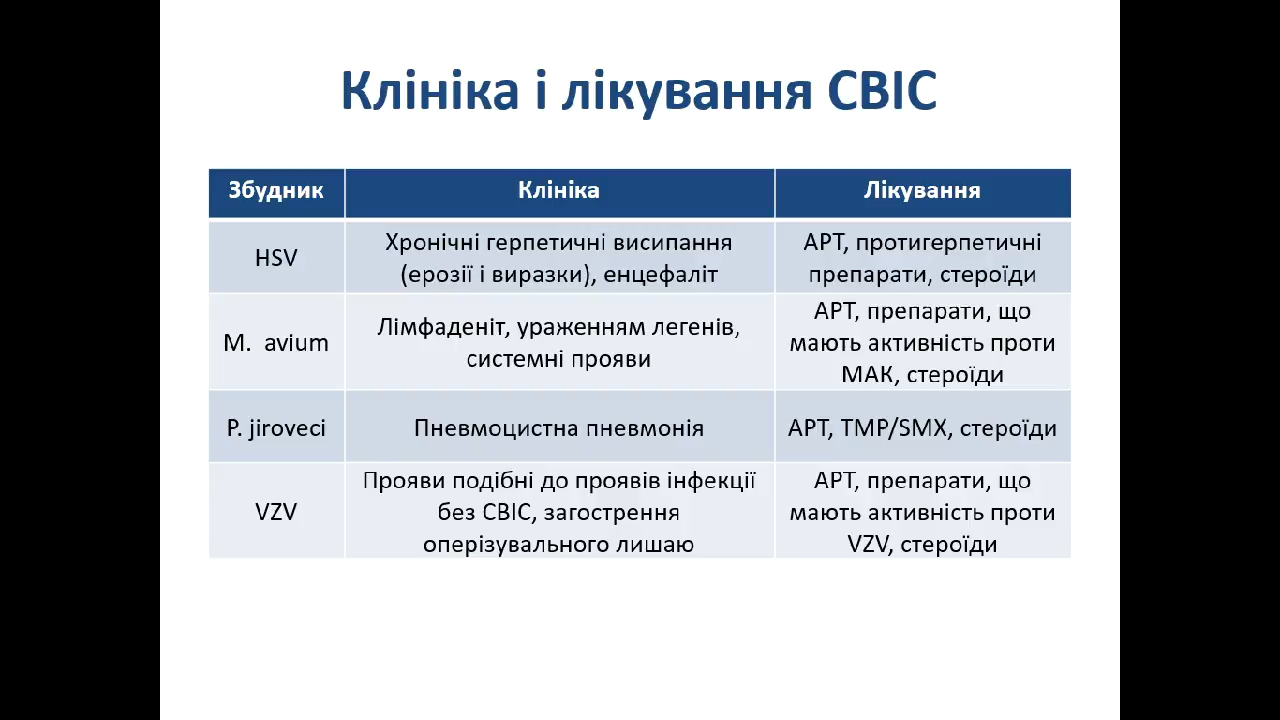 Клініка і лікування СВІС
Збудник
Клініка
Лікування
HSV
Хронічні герпетичні висипання
(ерозії і виразки), енцефаліт
АРТ, протигерпетичні
препарати, стероїди
M. avium
Лімфаденіт, ураженням легенів,
системні прояви
АРТ, препарати, що
мають активність проти
МАК, стероїди
P. jiroveci
Пневмоцистна пневмонія
АРТ, TMP/SMX, стероїди
VZV
Прояви подібні до проявів інфекції
без СВІС, загострення
оперізувального лишаю
АРТ, препарати, що
мають активність проти
VZV, стероїди